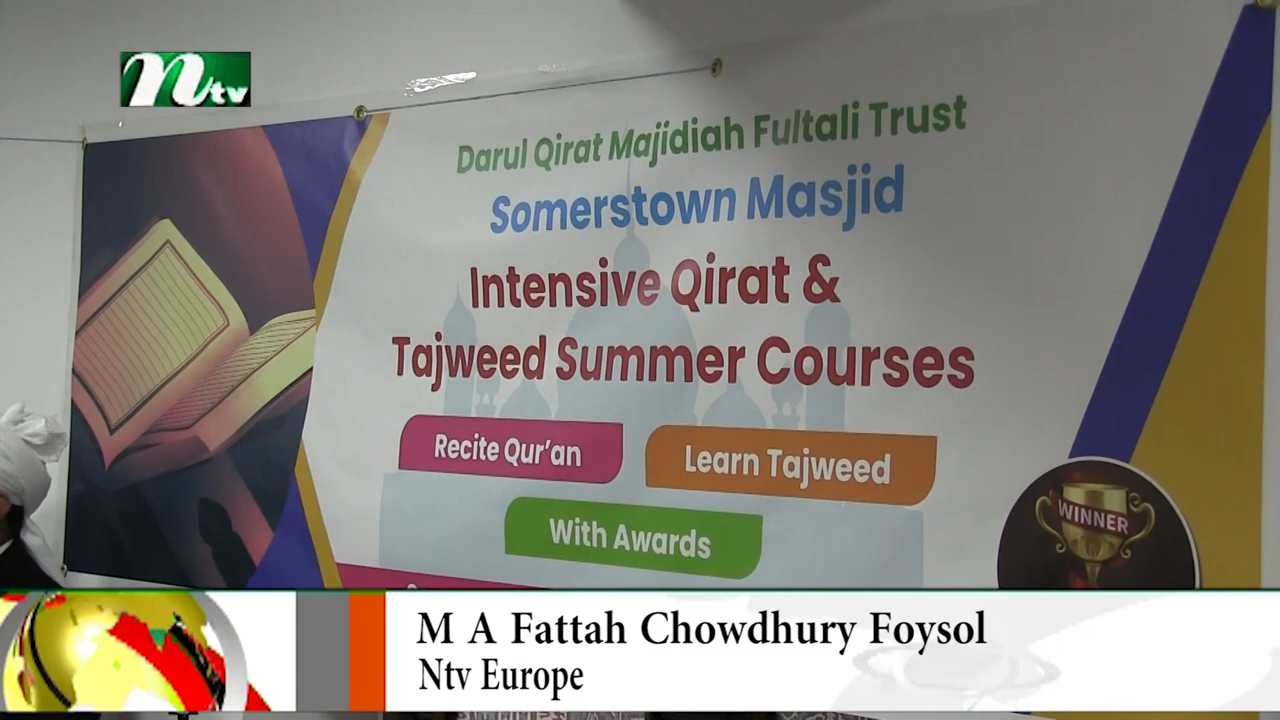 ntv
Darul Qirat Majidiah Fultali Trust
Somerstown Masjid
Intensive Qirat &
Tajweed Summer Courses
Recite Qur'an
Learn Tajweed
With Awards
WINNER
M A Fattah Chowdhury Foysol
Ntv Europe